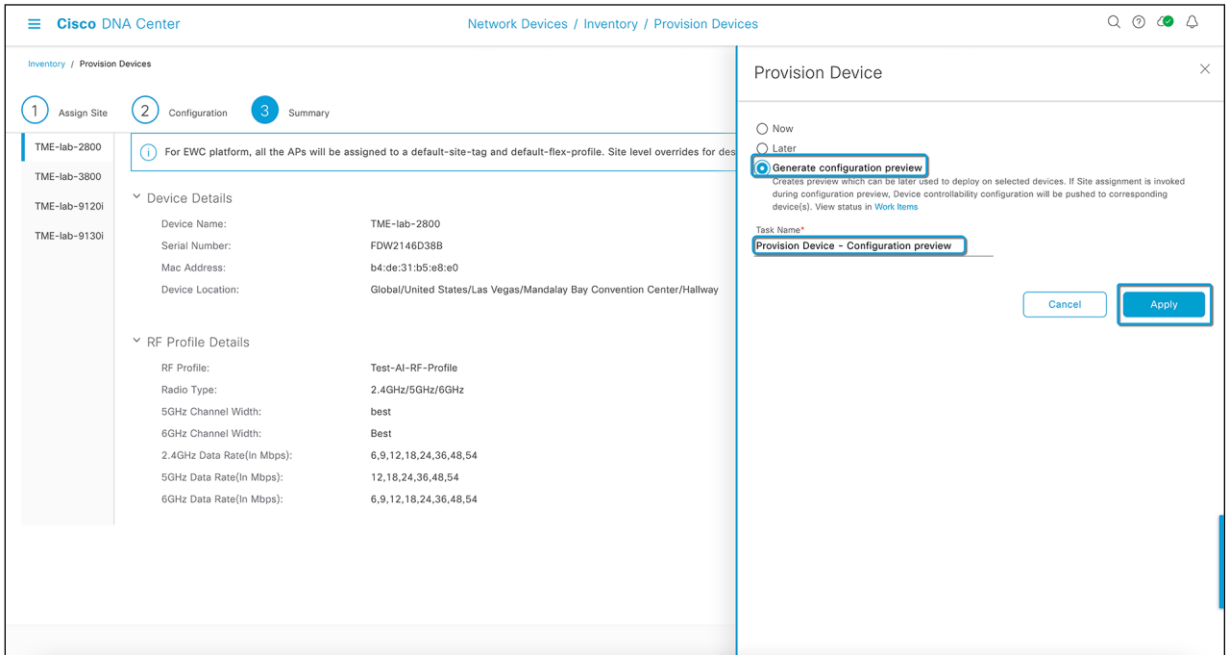 Cisco DNA Center
Network Devices / Inventory / Provision Devices
Inventory / Provision Devices
1 Assign Site 2 Configuration 3 Summary
TME-lab-2800
TME-lab-3800
TME-lab-9120i
TME-lab-9130i
For EWC platform, all the APs will be assigned to a default-site-tag and default-flex-profile. Site level overrides for des
Device Details
Device Name: TME-lab-2800
Serial Number: FDW2146D38B
Mac Address: b4:de:31:b5:e8:e0
Device Location: Global/United States/Las Vegas/Mandalay Bay Convention Center/Hallway
RF Profile Details
RF Profile: Test-AI-RF-Profile
Radio Type: 2.4GHz/5GHz/6GHz
5GHz Channel Width: best
6GHz Channel Width: Best
2.4GHz Data Rate(In Mbps): 6,9,12,18,24,36,48,54
5GHz Data Rate(In Mbps): 12,18,24,36,48,54
6GHz Data Rate(In Mbps): 6,9,12,18,24,36,48,54
Provision Device
Now
Later
Generate configuration preview
Creates preview which can be later used to deploy on selected devices. If Site assignment is invoked
during configuration preview, Device controllability configuration will be pushed to corresponding
device(s). View status in Work Items
Task Name*
Provision Device - Configuration preview
Cancel Apply